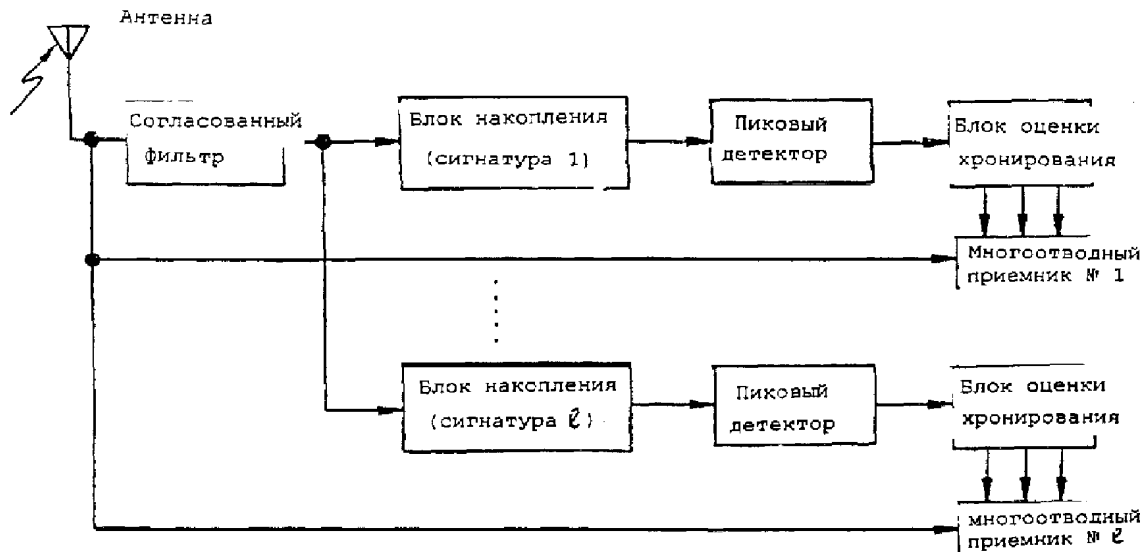 Антенна
Согласованный
фильтр
Блок накопления
(сигнатура 1)
Пиковый
детектор
Блок оценки
хронирования
Многоотводный
приемник № 1
Блок накопления
(сигнатура ℓ)
Пиковый
детектор
Блок оценки
хронирования
многоотводный
приемник № ℓ